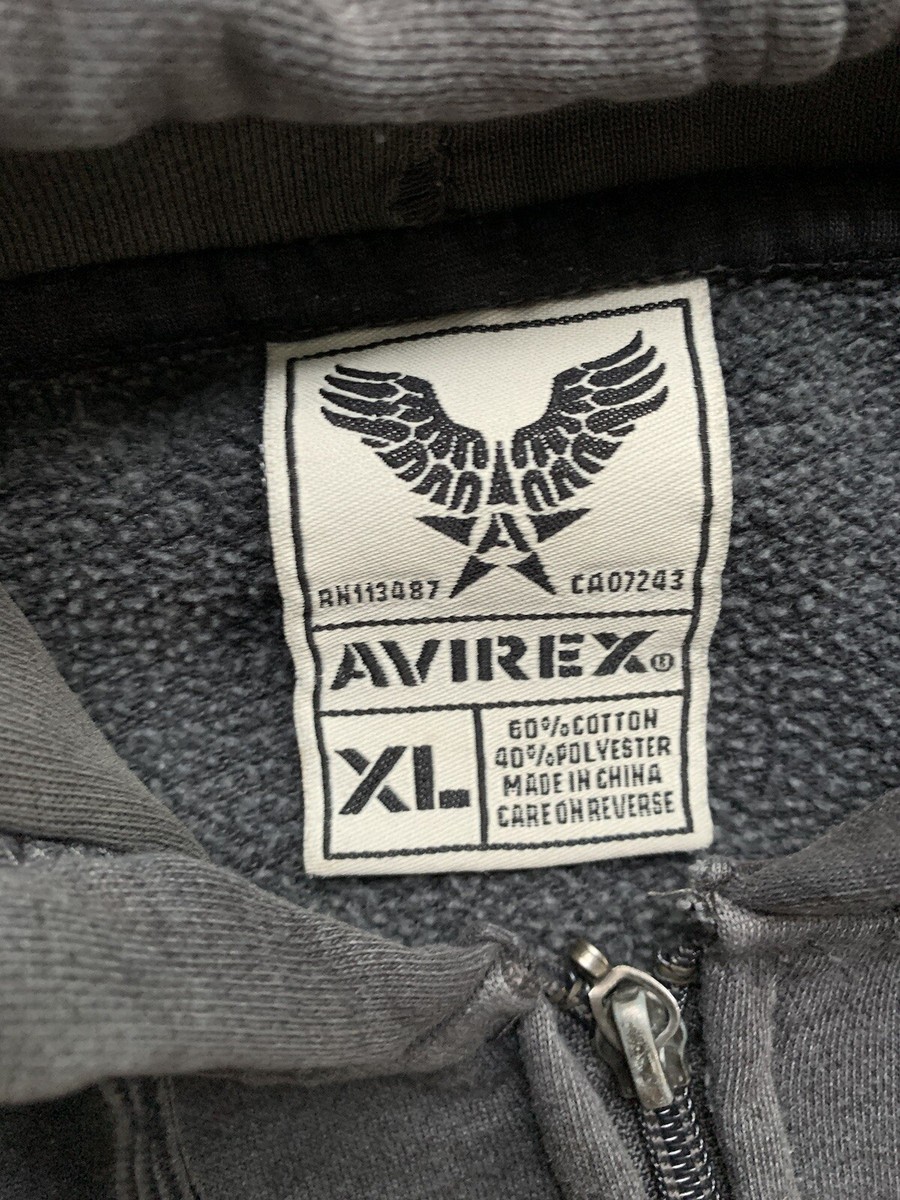 A
RN113487 CA07243
AVIREX®
XL
60%COTTON
40%POLYESTER
MADE IN CHINA
CARE ON REVERSE